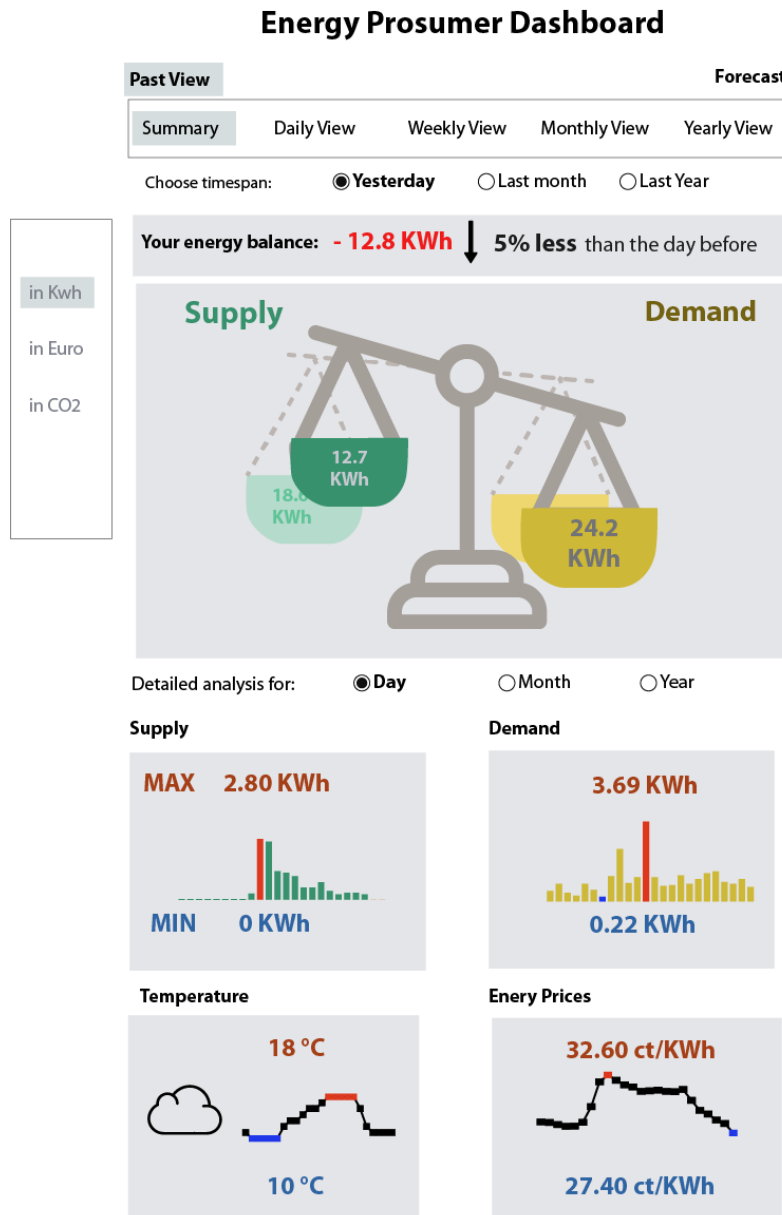 Energy Prosumer Dashboard
Past View
Forecast
Summary
Daily View
Weekly View
Monthly View
Yearly View
Choose timespan:
Yesterday
Last month
Last Year
Your energy balance: - 12.8 KWh
5% less than the day before
in Kwh
in Euro
in CO2
Supply
Demand
12.7
KWh
KWh
24.2
KWh
Detailed analysis for:
Day
Month
Year
Supply
Demand
MAX 2.80 KWh
3.69 KWh
MIN 0 KWh
0.22 KWh
Temperature
Enery Prices
18 °C
32.60 ct/KWh
10 °C
27.40 ct/KWh